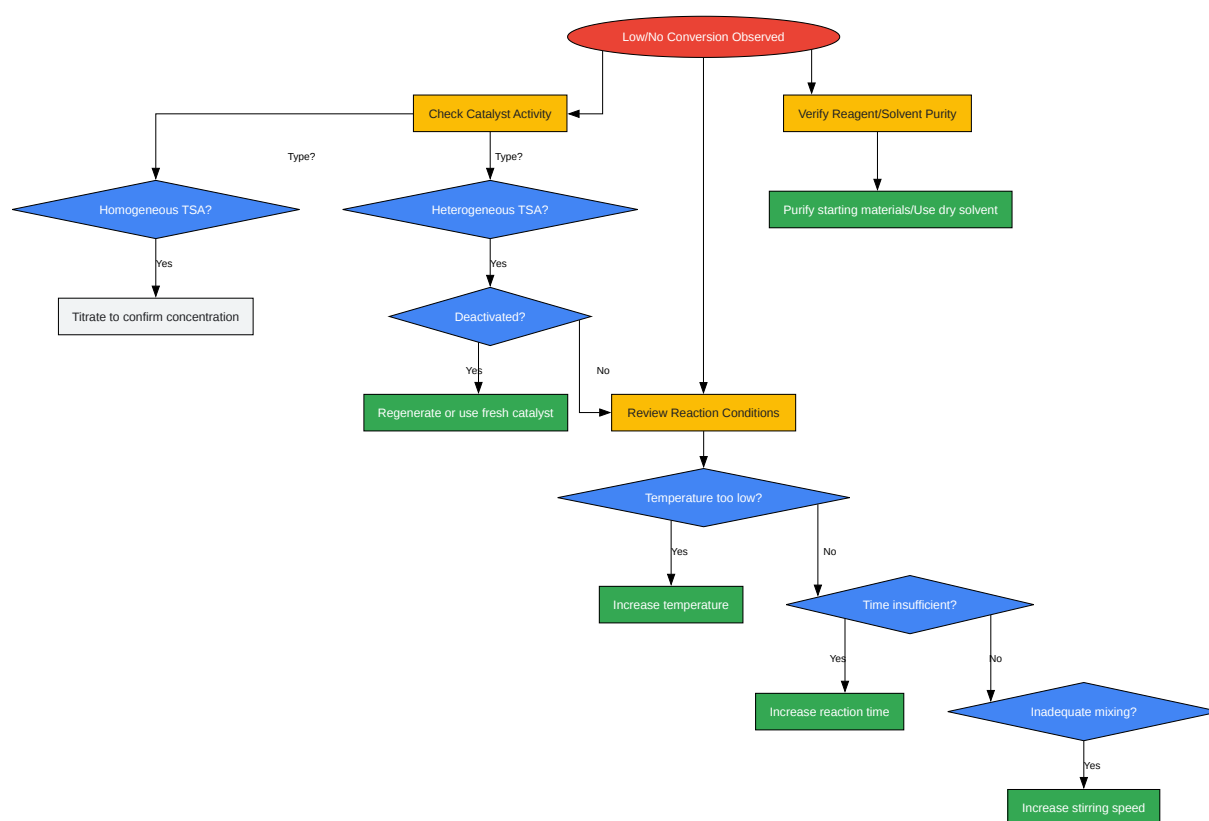 Low/No Conversion Observed
Check Catalyst Activity
Verify Reagent/Solvent Purity
Type?
Type?
Homogeneous TSA?
Heterogeneous TSA?
Purify starting materials/Use dry solvent
Yes
Yes
Titrate to confirm concentration
Deactivated?
Yes
No
Regenerate or use fresh catalyst
Review Reaction Conditions
Temperature too low?
Yes
No
Increase temperature
Time insufficient?
Yes
No
Increase reaction time
Inadequate mixing?
Yes
Increase stirring speed